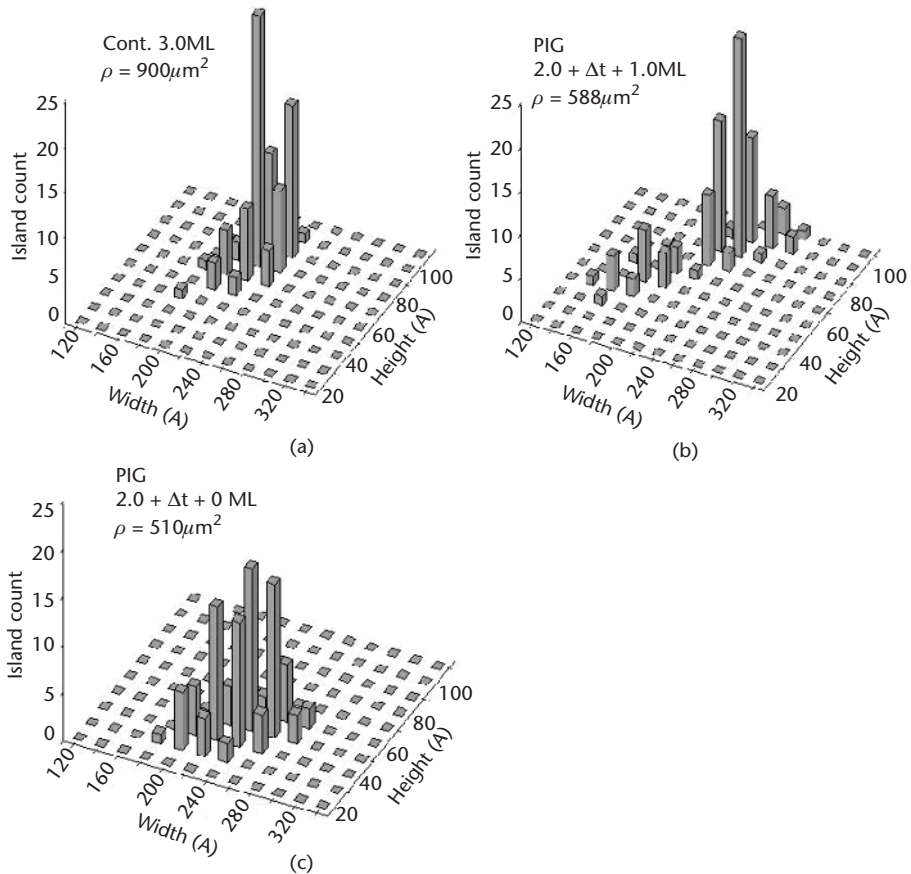 Cont. 3.0ML
ρ = 900μm²
25
20
15
10
5
0
Island count
120
160
200
240
280
320
Width (A)
20
40
60
80
100
Height (A)
(a)
PIG
2.0 + Δt + 1.0ML
ρ = 588μm²
25
20
15
10
5
0
Island count
120
160
200
240
280
320
Width (A)
20
40
60
80
100
Height (A)
(b)
PIG
2.0 + Δt + 0 ML
ρ = 510μm²
25
20
15
10
5
0
Island count
120
160
200
240
280
320
Width (A)
20
40
60
80
100
Height (A)
(c)